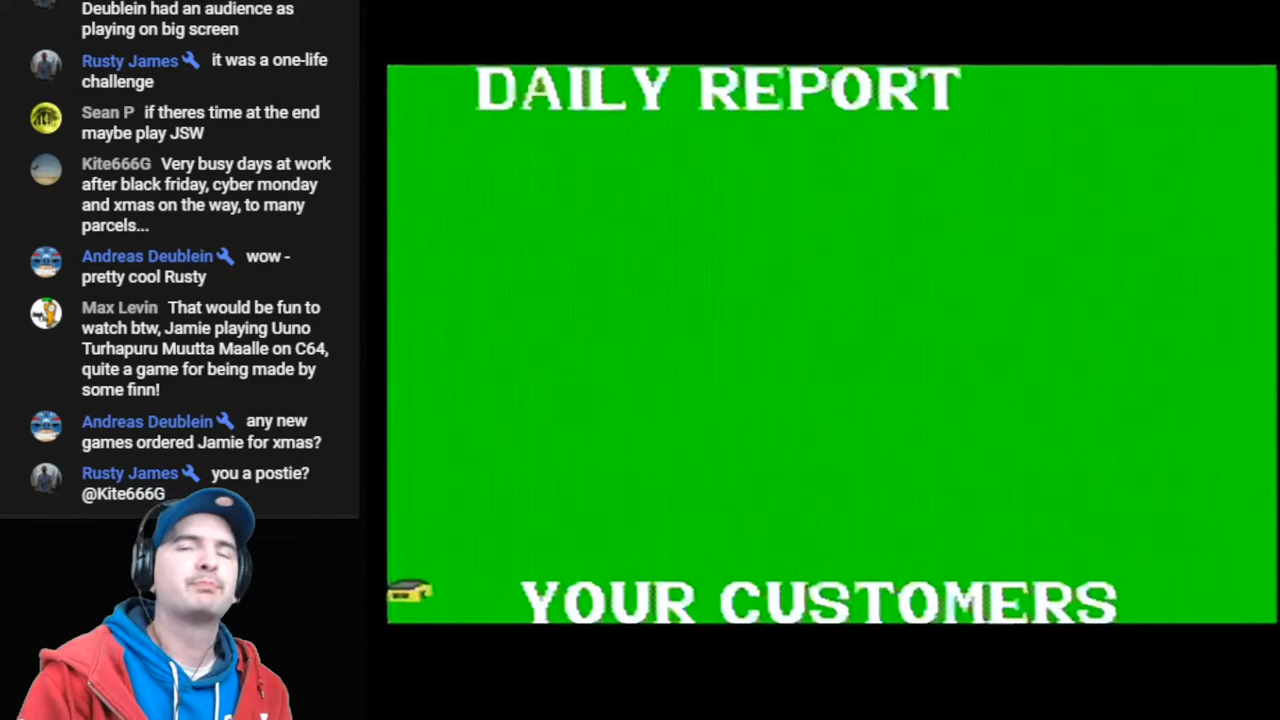 Deublein had an audience as
playing on big screen
Rusty James it was a one-life
challenge
Sean P if theres time at the end
maybe play JSW
Kite666G Very busy days at work
after black friday, cyber monday
and xmas on the way, to many
parcels...
Andreas Deublein wow -
pretty cool Rusty
Max Levin That would be fun to
watch btw, Jamie playing Uuno
Turhapuru Muutta Maalle on C64,
quite a game for being made by
some finn!
Andreas Deublein any new
games ordered Jamie for xmas?
Rusty James you a postie?
@Kite666G
DAILY REPORT
YOUR CUSTOMERS